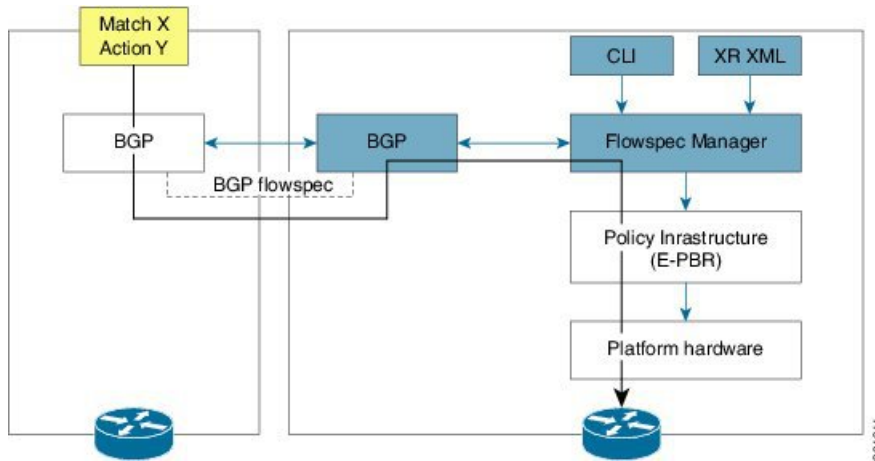 Match X
Action Y
CLI
XR XML
BGP
BGP
Flowspec Manager
BGP flowspec
Policy Inrastructure
(E-PBR)
Platform hardware